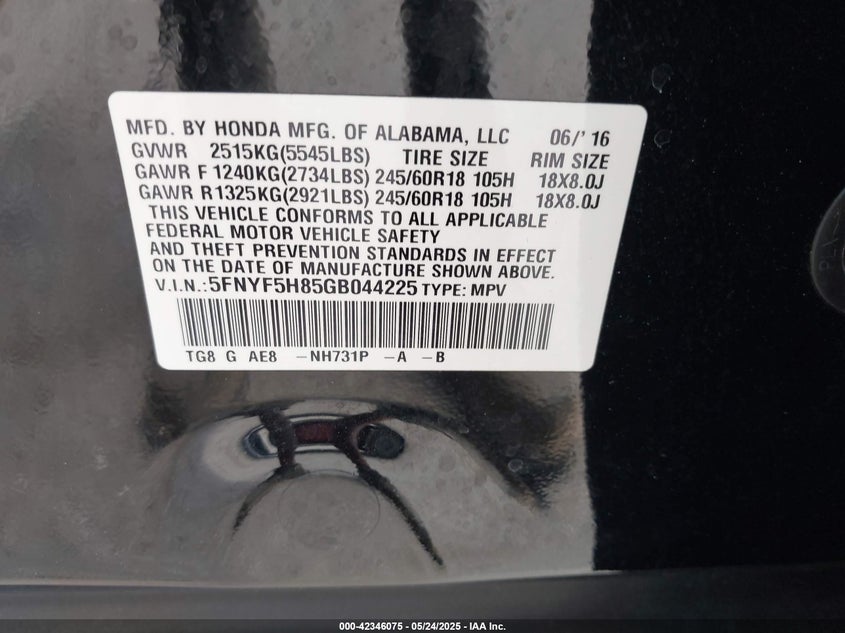 MFD. BY HONDA MFG. OF ALABAMA, LLC 06/' 16
GVWR 2515KG(5545LBS) TIRE SIZE RIM SIZE
GAWR F 1240KG(2734LBS) 245/60R18 105H 18X8.0J
GAWR R1325KG(2921LBS) 245/60R18 105H 18X8.0J
THIS VEHICLE CONFORMS TO ALL APPLICABLE
FEDERAL MOTOR VEHICLE SAFETY
AND THEFT PREVENTION STANDARDS IN EFFECT
ON THE DATE OF MANUFACTURE SHOWN ABOVE.
V.I.N.:5FNYF5H85GB044225 TYPE: MPV
TG8 G AE8 -NH731P -A -B
000-42346075 - 05/24/2025 - IAA Inc.